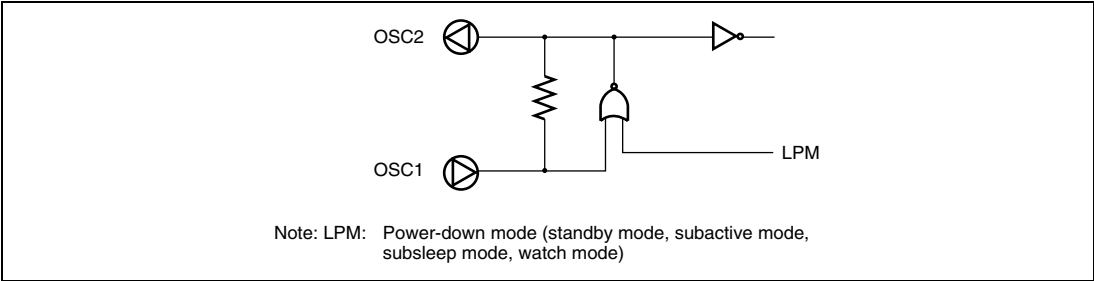 OSC2
LPM
OSC1
Note: LPM: Power-down mode (standby mode, subactive mode,
subsleep mode, watch mode)